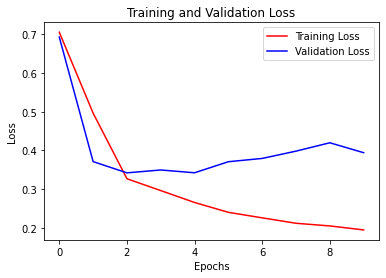 Training and Validation Loss
Training Loss
Validation Loss
0.7
0.6
0.5
0.4
0.3
0.2
Loss
0 2 4 6 8
Epochs